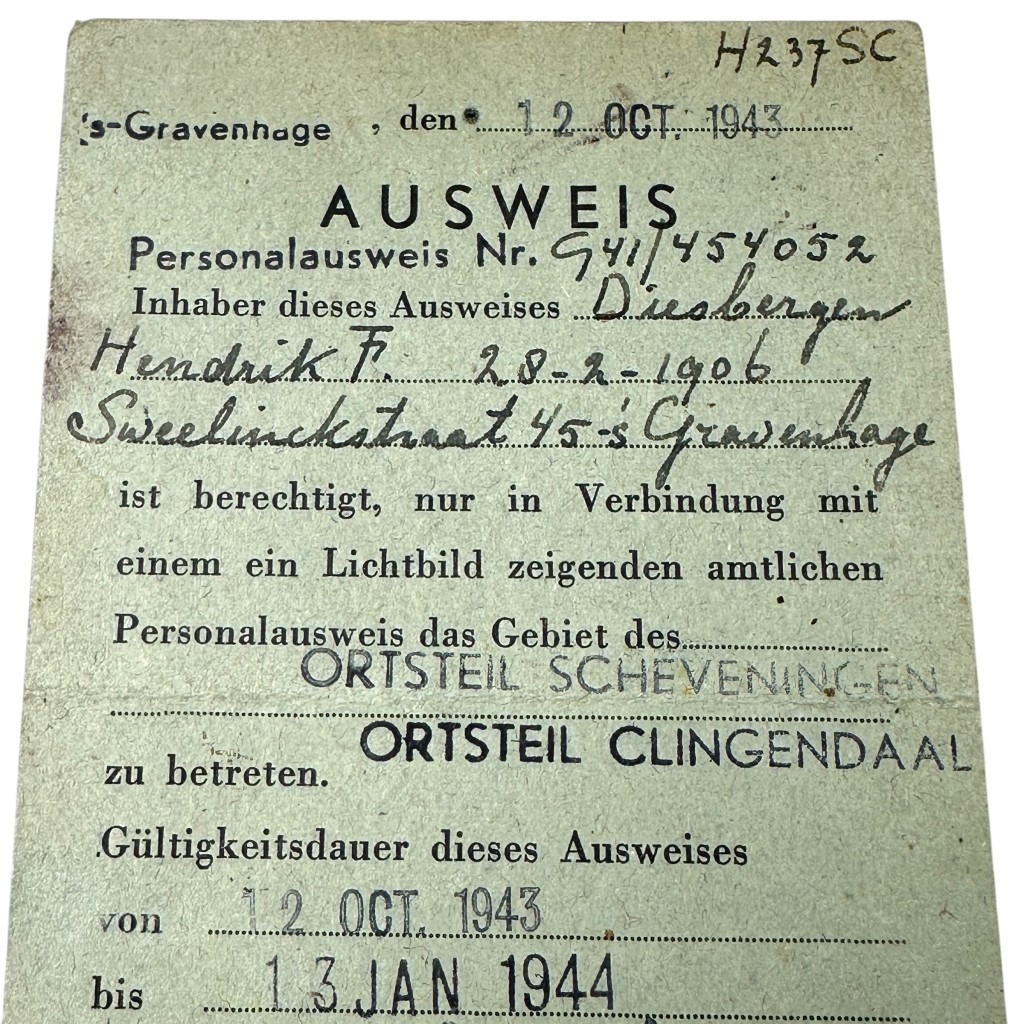 H237SC
's-Gravenhage , den 12 OCT. 1943
AUSWEIS
Personalausweis Nr. G41/454052
Inhaber dieses Ausweises Diesbergen
Hendrik F. 28-2-1906
Sweelinckstraat 45-'s Gravenhage
ist berechtigt, nur in Verbindung mit
einem ein Lichtbild zeigenden amtlichen
Personalausweis das Gebiet des
ORTSTEIL SCHEVENINGEN
ORTSTEIL CLINGENDAAL
zu betreten.
Gültigkeitsdauer dieses Ausweises
von 12 OCT. 1943
bis 13 JAN 1944